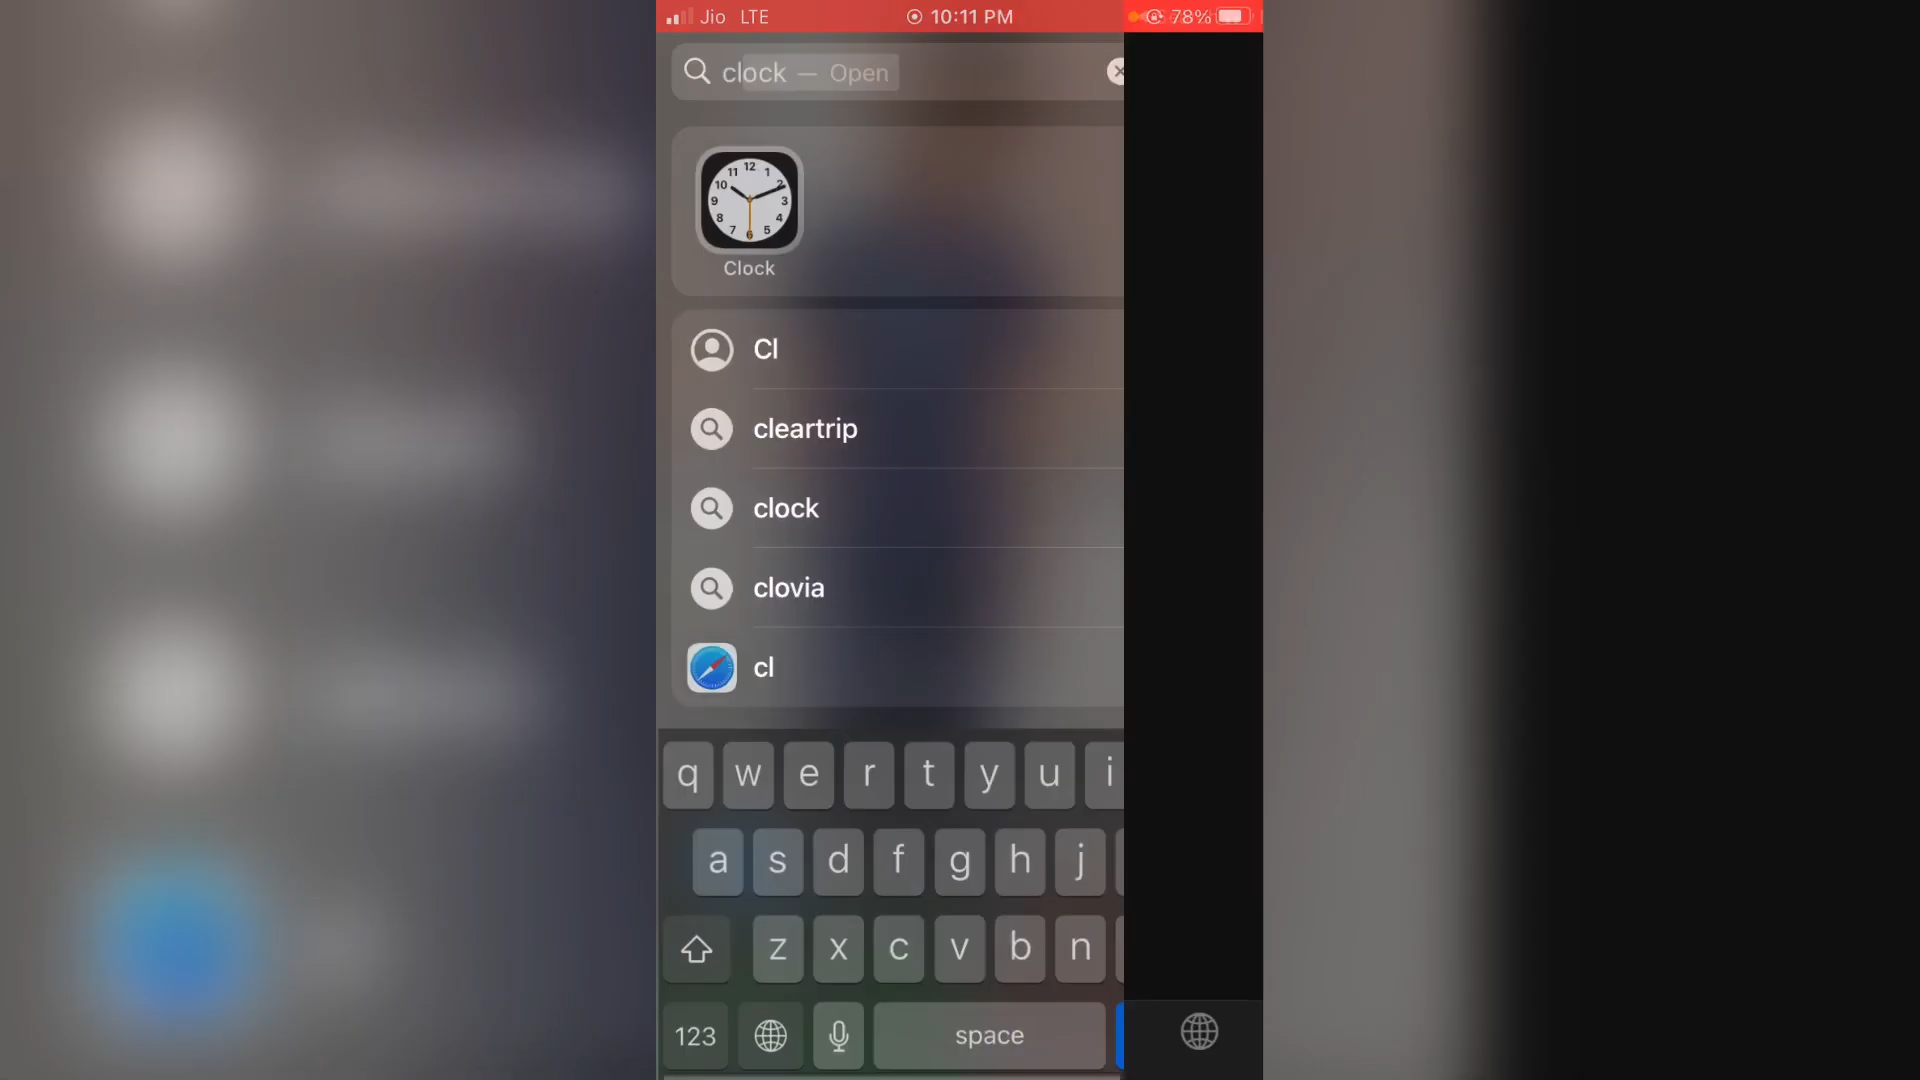 Jio LTE 10:11 PM 78%
clock — Open
12 1 2 3 4 5 6 7 8 9 10 11
Clock
Cl
cleartrip
clock
clovia
cl
q w e r t y u i
a s d f g h j
z x c v b n
123 space